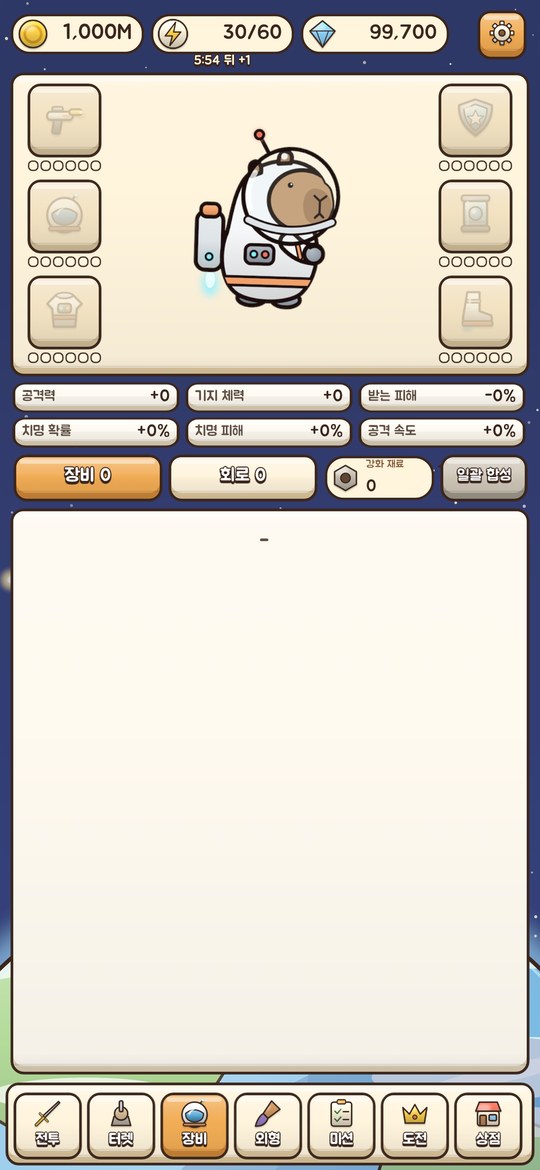 1,000M
30/60
99,700
5:54 뒤 +1
공격력 +0
기지 체력 +0
받는 피해 -0%
치명 확률 +0%
치명 피해 +0%
공격 속도 +0%
장비 0
회로 0
강화 재료
0
일괄 합성
-
전투
터렛
장비
외형
미션
도전
상점